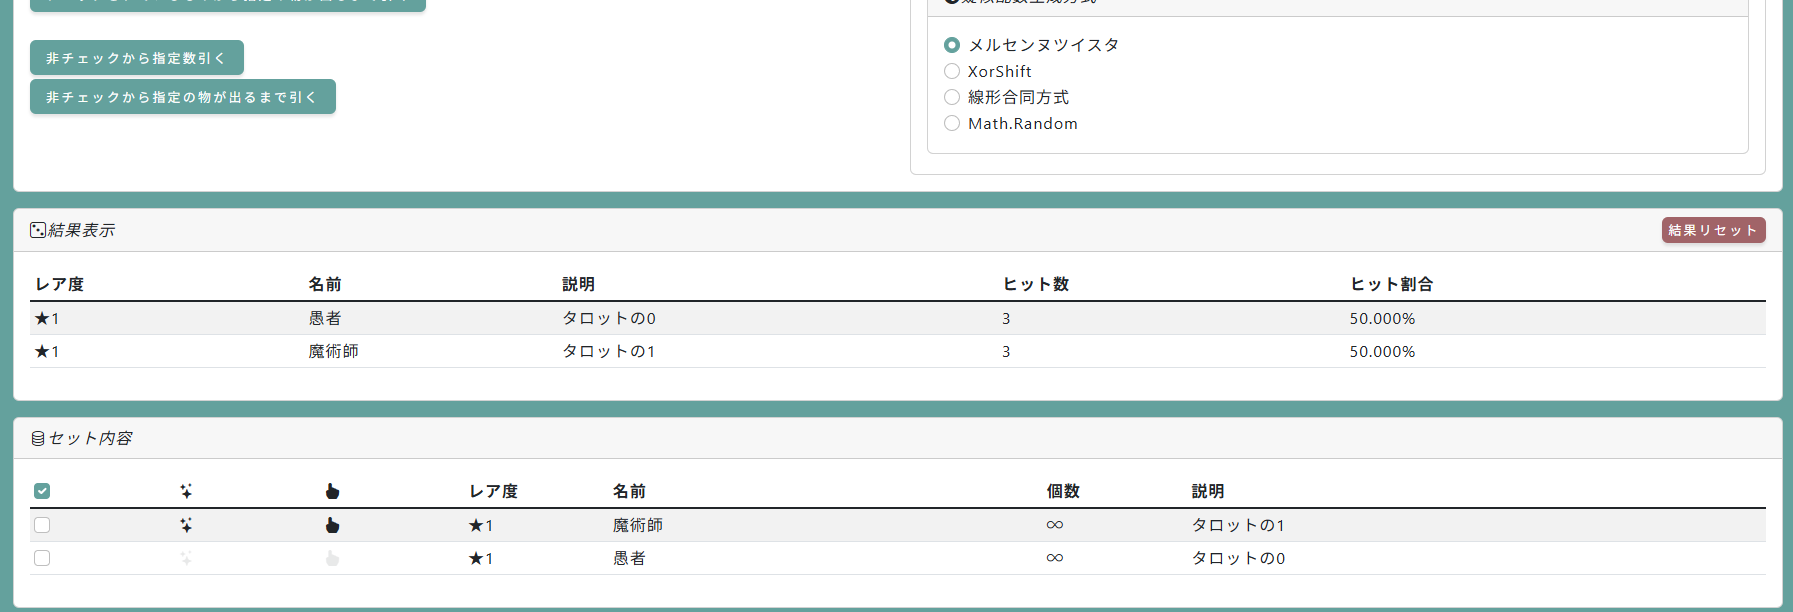 非チェックから指定数引く
非チェックから指定の物が出るまで引く
メルセンヌツイスタ
XorShift
線形合同方式
Math.Random
結果表示
結果リセット
レア度 名前 説明 ヒット数 ヒット割合
★1 愚者 タロットの0 3 50.000%
★1 魔術師 タロットの1 3 50.000%
セット内容
レア度 名前 個数 説明
★1 魔術師 ∞ タロットの1
★1 愚者 ∞ タロットの0